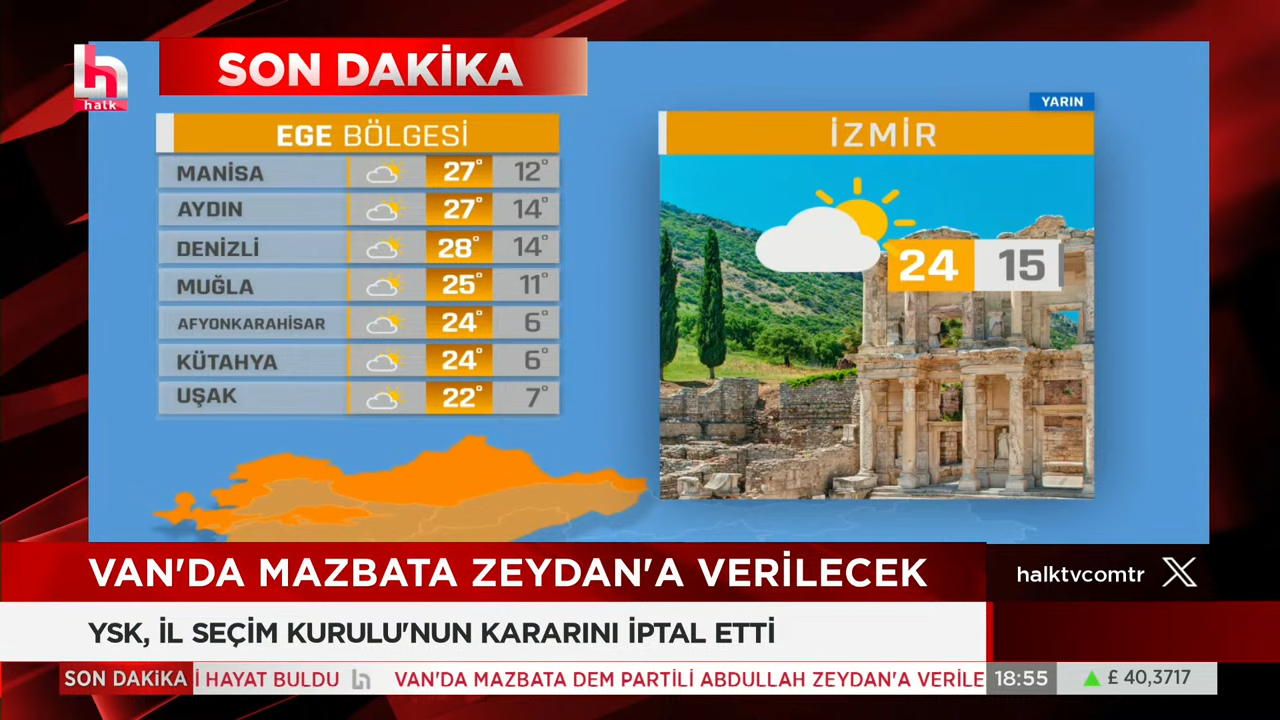 h
halk
SON DAKİKA
YARIN
EGE BÖLGESİ
MANİSA 27° 12°
AYDIN 27° 14°
DENİZLİ 28° 14°
MUĞLA 25° 11°
AFYONKARAHİSAR 24° 6°
KÜTAHYA 24° 6°
UŞAK 22° 7°
İZMİR
24 15
VAN'DA MAZBATA ZEYDAN'A VERİLECEK
halktvcomtr X
YSK, İL SEÇİM KURULU'NUN KARARINI İPTAL ETTİ
SON DAKİKA İ HAYAT BULDU h VAN'DA MAZBATA DEM PARTİLİ ABDULLAH ZEYDAN'A VERİLE 18:55 ▲ £ 40,3717